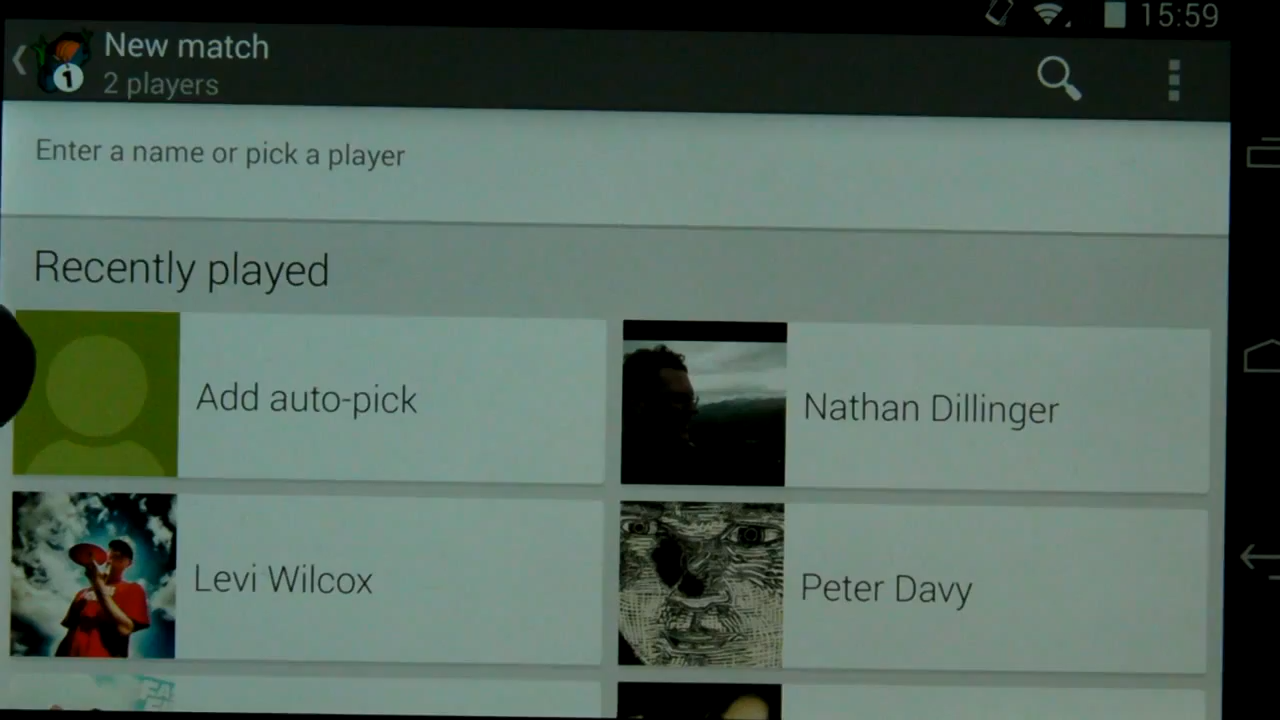 15:59
New match
1
2 players
Enter a name or pick a player
Recently played
Add auto-pick
Nathan Dillinger
Levi Wilcox
Peter Davy